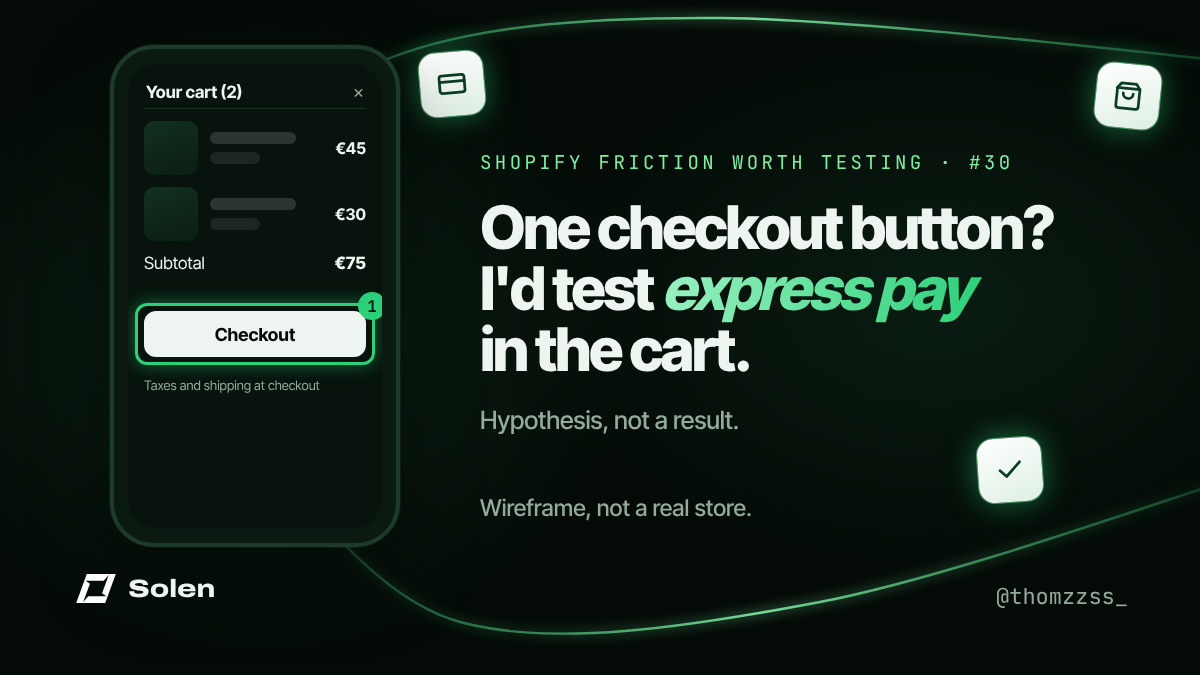 Your cart (2) ×
€45
€30
Subtotal €75
1
Checkout
Taxes and shipping at checkout
SHOPIFY FRICTION WORTH TESTING · #30
One checkout button?
I'd test express pay
in the cart.
Hypothesis, not a result.
Wireframe, not a real store.
Solen
@thomzzss_